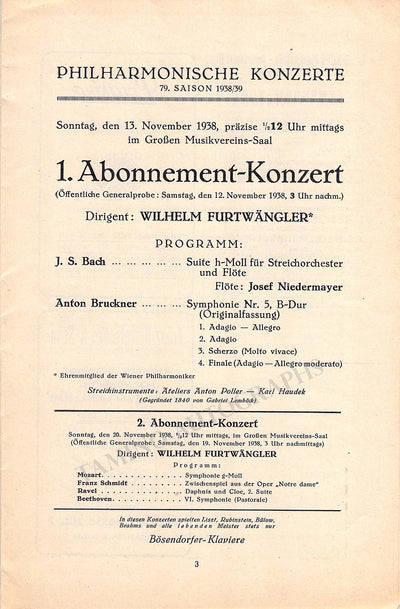 PHILHARMONISCHE KONZERTE
79. SAISON 1938/39
Sonntag, den 13. November 1938, präzise ½12 Uhr mittags
im Großen Musikvereins-Saal
1. Abonnement-Konzert
(Öffentliche Generalprobe: Samstag, den 12. November 1938, 3 Uhr nachm.)
Dirigent: WILHELM FURTWÄNGLER*
PROGRAMM:
J. S. Bach ... ... ... ... ... Suite h-Moll für Streichorchester
und Flöte
Flöte: Josef Niedermayer
Anton Bruckner ... ... ... Symphonie Nr. 5, B-Dur
(Originalfassung)
1. Adagio — Allegro
2. Adagio
3. Scherzo (Molto vivace)
4. Finale (Adagio — Allegro moderato)
* Ehrenmitglied der Wiener Philharmoniker
Streichinstrumente: Ateliers Anton Poller — Karl Haudek
(Gegründet 1840 von Gabriel Lemböck)
2. Abonnement-Konzert
Sonntag, den 20. November 1938, ½12 Uhr mittags, im Großen Musikvereins-Saal
(Öffentliche Generalprobe: Samstag, den 19. November 1938, 3 Uhr nachmittags)
Dirigent: WILHELM FURTWÄNGLER
Programm:
Mozart . . . . . . . . . . . Symphonie g-Moll
Franz Schmidt . . . . . . . . Zwischenspiel aus der Oper „Notre dame“
Ravel . . . . . . . . . . . . Daphnis und Cloe, 2. Suite
Beethoven. . . . . . . . . . VI. Symphonie (Pastorale)
In diesen Konzerten spielten Liszt, Rubinstein, Bülow,
Brahms und alle lebenden Meister stets nur
Bösendorfer-Klaviere
3